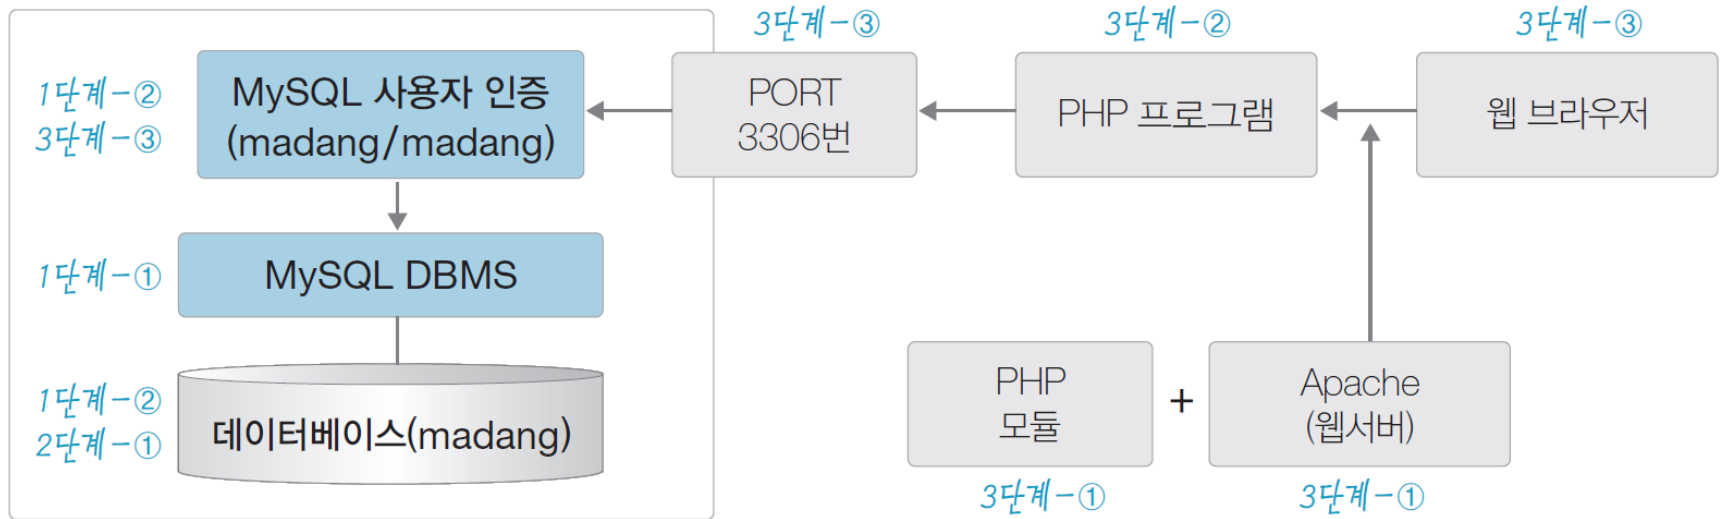 3단계-③
3단계-②
3단계-③
1단계-②
3단계-③
MySQL 사용자 인증
(madang/madang)
PORT
3306번
PHP 프로그램
웹 브라우저
1단계-①
MySQL DBMS
1단계-②
2단계-①
데이터베이스(madang)
PHP
모듈
+
Apache
(웹서버)
3단계-①
3단계-①